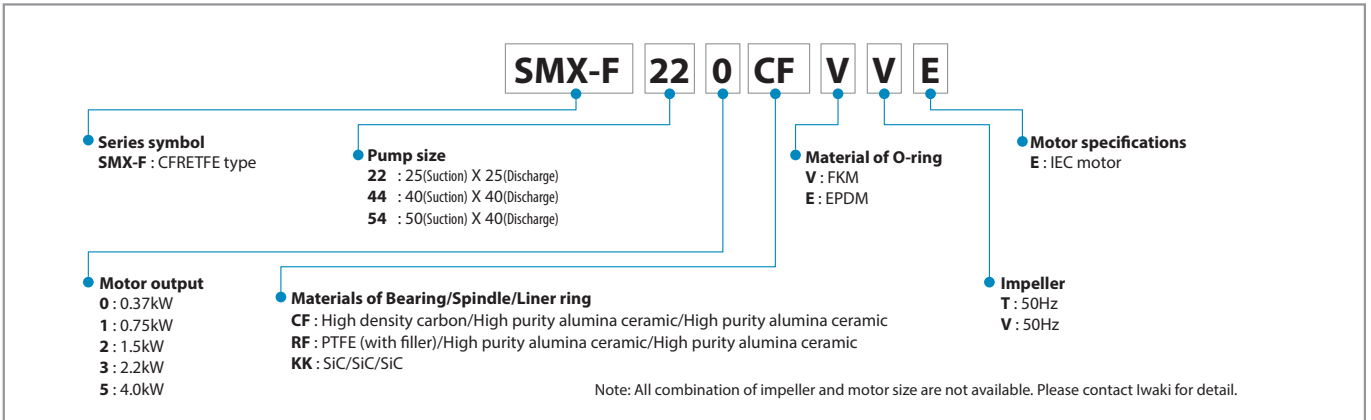 SMX-F 22 0 CF V V E
Series symbol
SMX-F : CFRETFE type
Pump size
22 : 25(Suction) X 25(Discharge)
44 : 40(Suction) X 40(Discharge)
54 : 50(Suction) X 40(Discharge)
Material of O-ring
V : FKM
E : EPDM
Motor specifications
E : IEC motor
Motor output
0 : 0.37kW
1 : 0.75kW
2 : 1.5kW
3 : 2.2kW
5 : 4.0kW
Materials of Bearing/Spindle/Liner ring
CF : High density carbon/High purity alumina ceramic/High purity alumina ceramic
RF : PTFE (with filler)/High purity alumina ceramic/High purity alumina ceramic
KK : SiC/SiC/SiC
Impeller
T : 50Hz
V : 50Hz
Note: All combination of impeller and motor size are not available. Please contact Iwaki for detail.